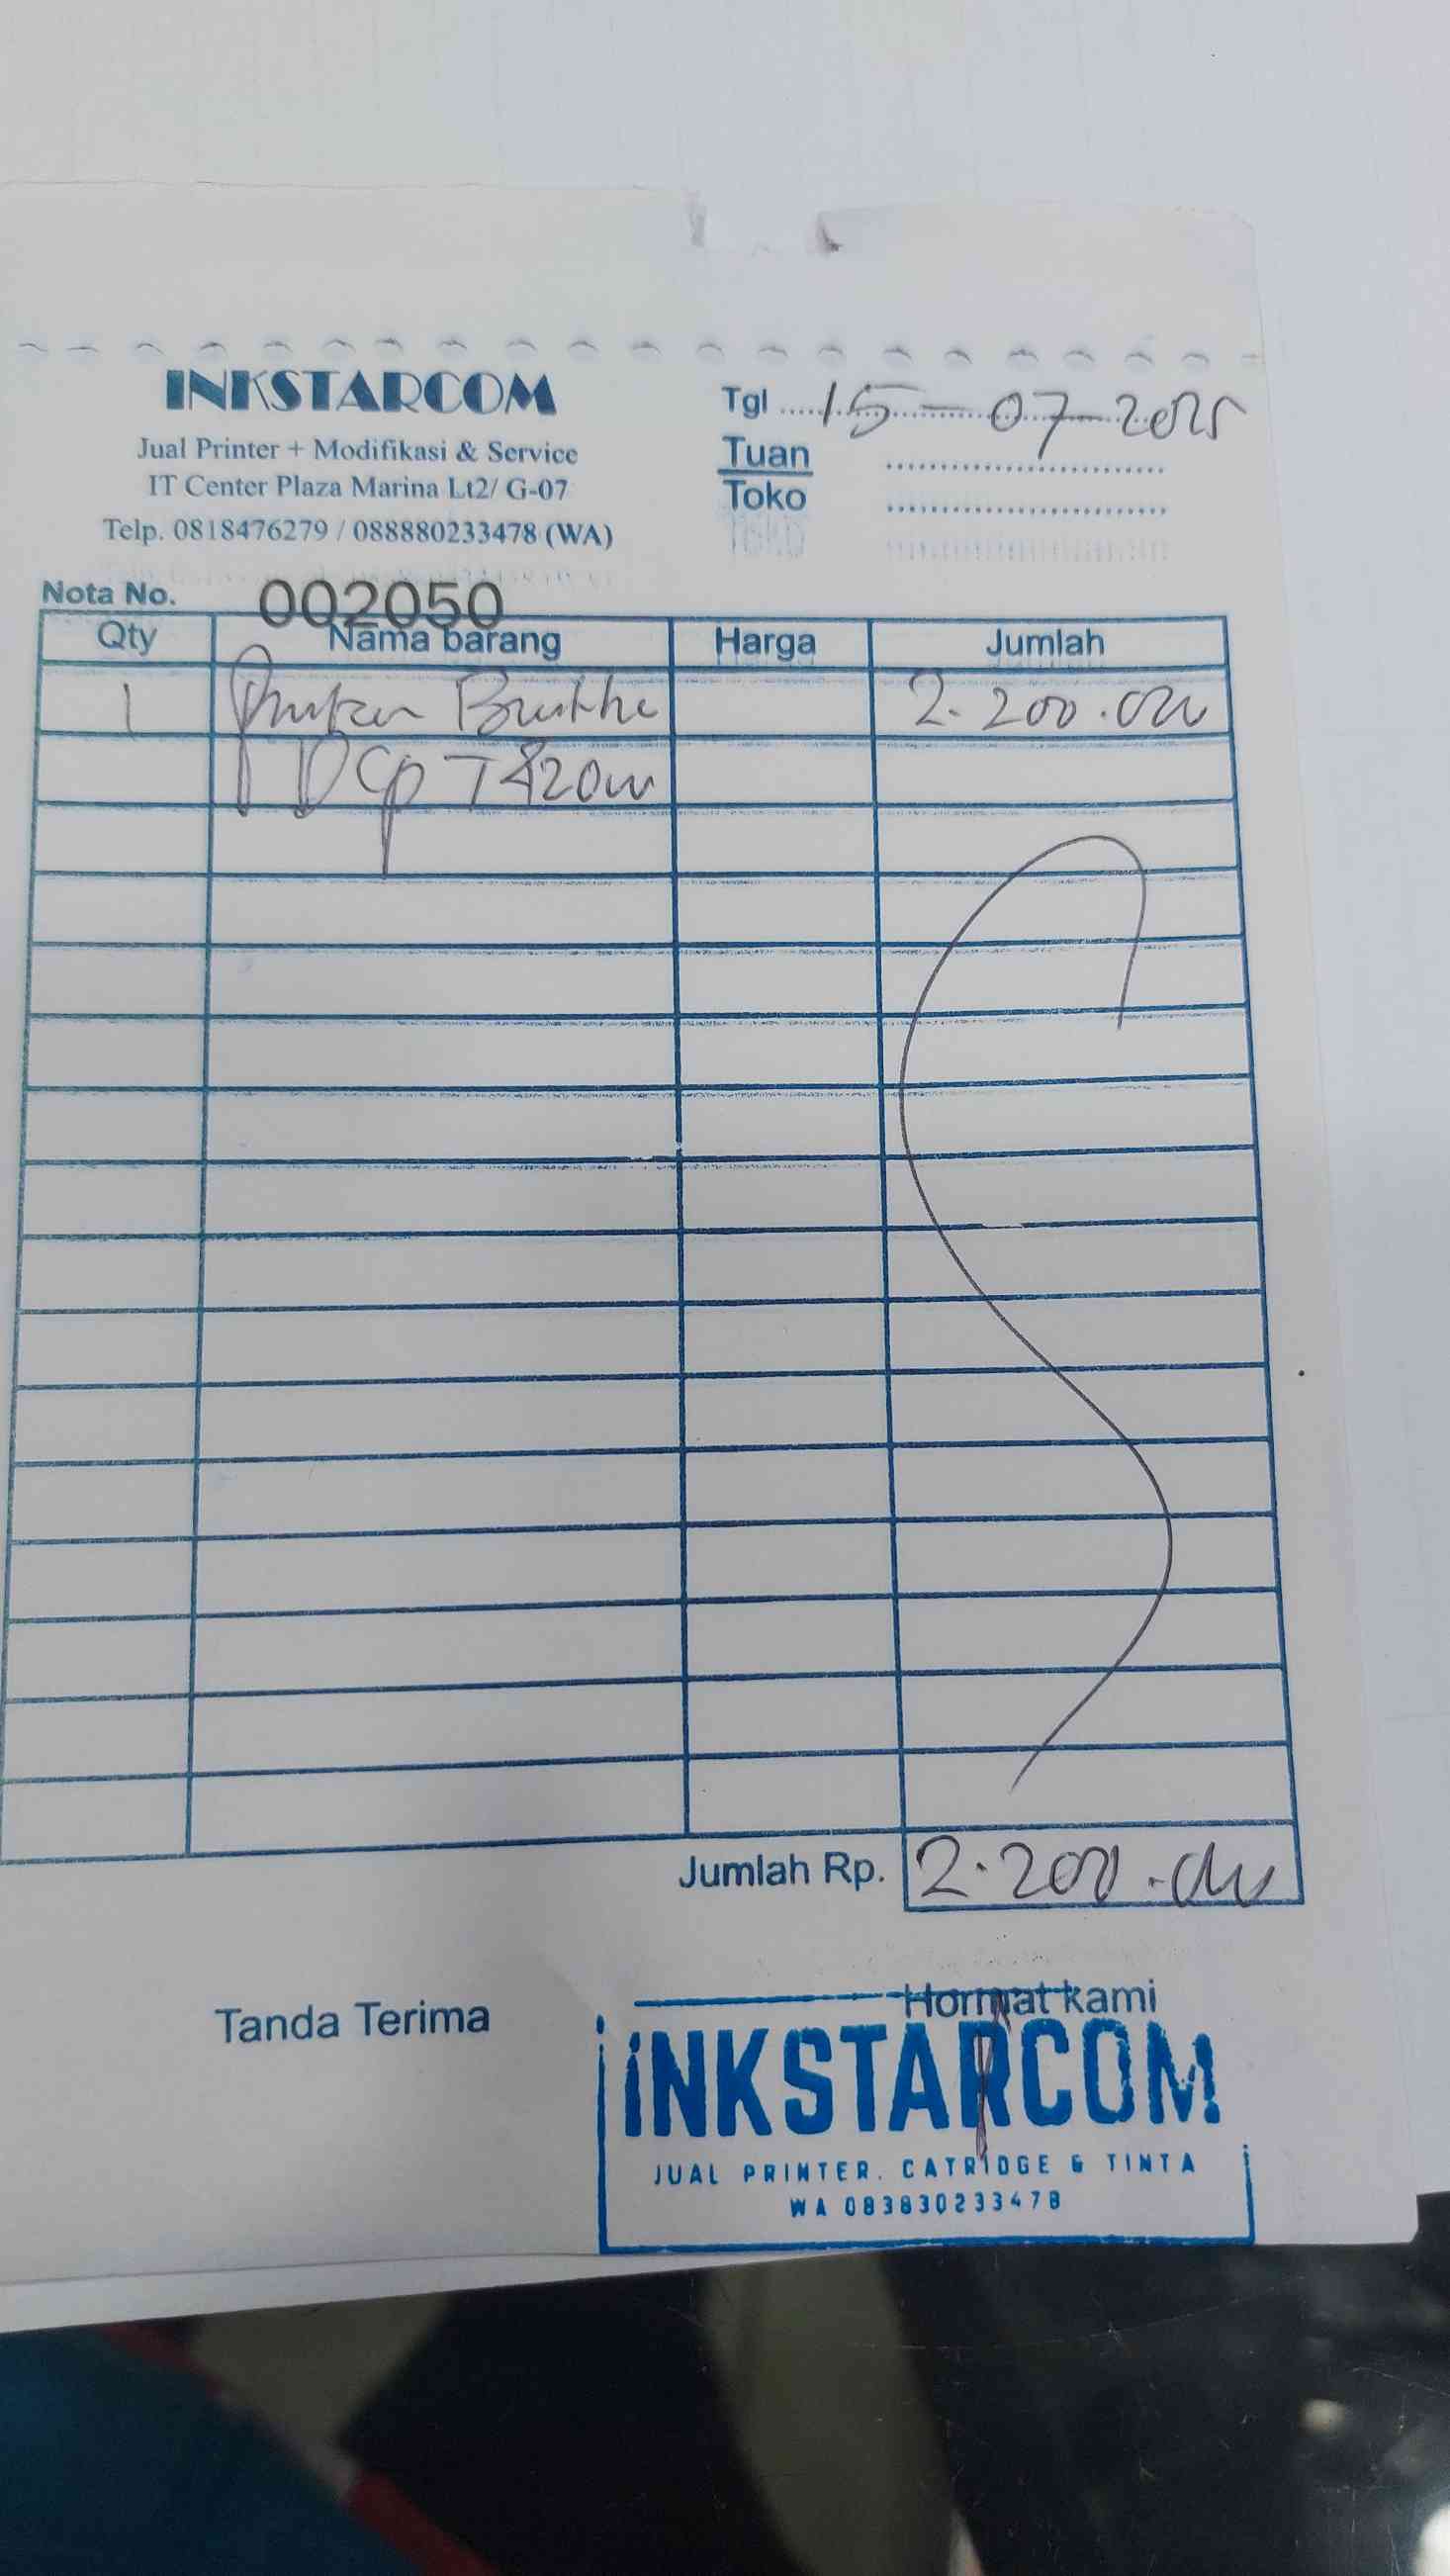 INKSTARCOM
Jual Printer + Modifikasi & Service
IT Center Plaza Marina Lt2/ G-07
Telp. 0818476279 / 088880233478 (WA)
Tgl 15-07-2025
Tuan
Toko
Nota No. 002050
Qty Nama barang Harga Jumlah
1 Printer Brother 2.200.000
DCP T420W
Jumlah Rp. 2.200.000
Tanda Terima
Hormat kami
INKSTARCOM
JUAL PRINTER. CATRIDGE & TINTA
WA 083830233478